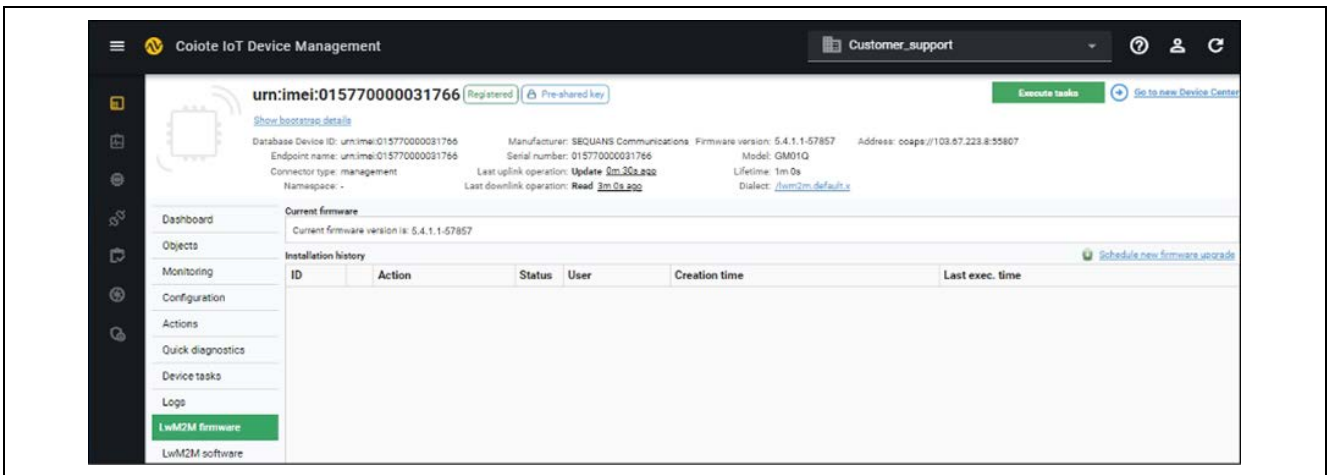 Coiote IoT Device Management
Customer_support
urn:imei:015770000031766 Registered Pre-shared key
Execute tasks
Go to new Device Center
Show bootstrap details
Database Device ID: urn:imei:015770000031766 Manufacturer: SEQUANS Communications Firmware version: 5.4.1.1-57857 Address: coaps://103.67.223.8:55807
Endpoint name: urn:imei:015770000031766 Serial number: 015770000031766 Model: GM01Q
Connector type: management Last uplink operation: Update 0m 30s ago Lifetime: 1m 0s
Namespace: - Last downlink operation: Read 3m 0s ago Dialect: /lwm2m.default.x
Dashboard
Objects
Monitoring
Configuration
Actions
Quick diagnostics
Device tasks
Logs
LwM2M firmware
LwM2M software
Current firmware
Current firmware version is: 5.4.1.1-57857
Installation history
Schedule new firmware upgrade
ID Action Status User Creation time Last exec. time